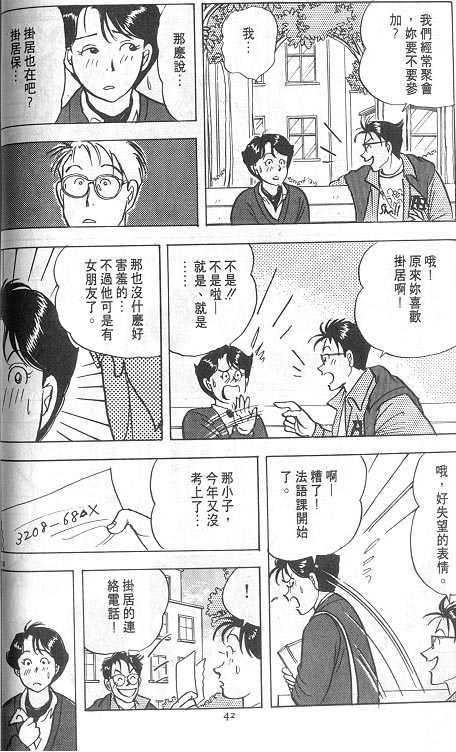 我們經常聚會
，妳要不要參
加？
Shall
我…
那麼說…
掛居也在吧？
掛居保…
哦！
原來妳喜歡
掛居啊！
不是!!
不是啦—
就是、就是
……
那也沒什麼好
害羞的…
不過他可是有
女朋友了。
哦，好失望的表情。
啊—
糟了！
法語課開始
了。
那小子，
今年又沒
考上了…
3208-68△X
！
掛居的連
絡電話！
42